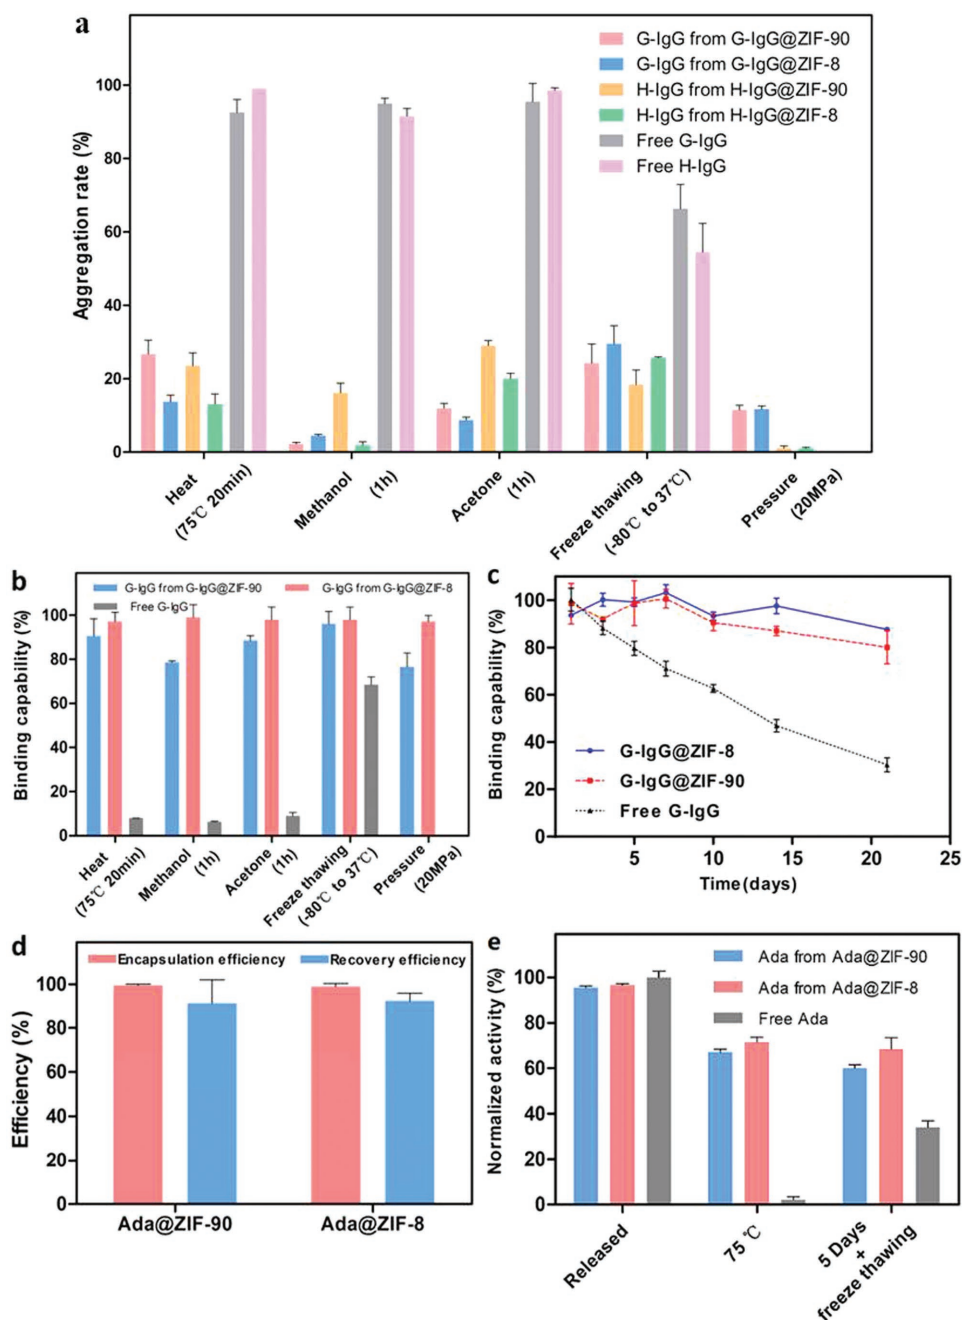 a
G-IgG from G-IgG@ZIF-90
G-IgG from G-IgG@ZIF-8
H-IgG from H-IgG@ZIF-90
H-IgG from H-IgG@ZIF-8
Free G-IgG
Free H-IgG
Aggregation rate (%)
100
80
60
40
20
0
Heat
(75℃ 20min)
Methanol
(1h)
Acetone
(1h)
Freeze thawing
(-80℃ to 37℃)
Pressure
(20MPa)
b
G-IgG from G-IgG@ZIF-90
G-IgG from G-IgG@ZIF-8
Free G-IgG
Binding capability (%)
100
80
60
40
20
0
Heat
(75℃ 20min)
Methanol
(1h)
Acetone
(1h)
Freeze thawing
(-80℃ to 37℃)
Pressure
(20MPa)
c
Binding capability (%)
100
80
60
40
20
0
G-IgG@ZIF-8
G-IgG@ZIF-90
Free G-IgG
5
10
15
20
25
Time(days)
d
Encapsulation efficiency
Recovery efficiency
Efficiency (%)
100
80
60
40
20
0
Ada@ZIF-90
Ada@ZIF-8
e
Ada from Ada@ZIF-90
Ada from Ada@ZIF-8
Free Ada
Normalized activity (%)
100
80
60
40
20
0
Released
75 ℃
5 Days
+
freeze thawing